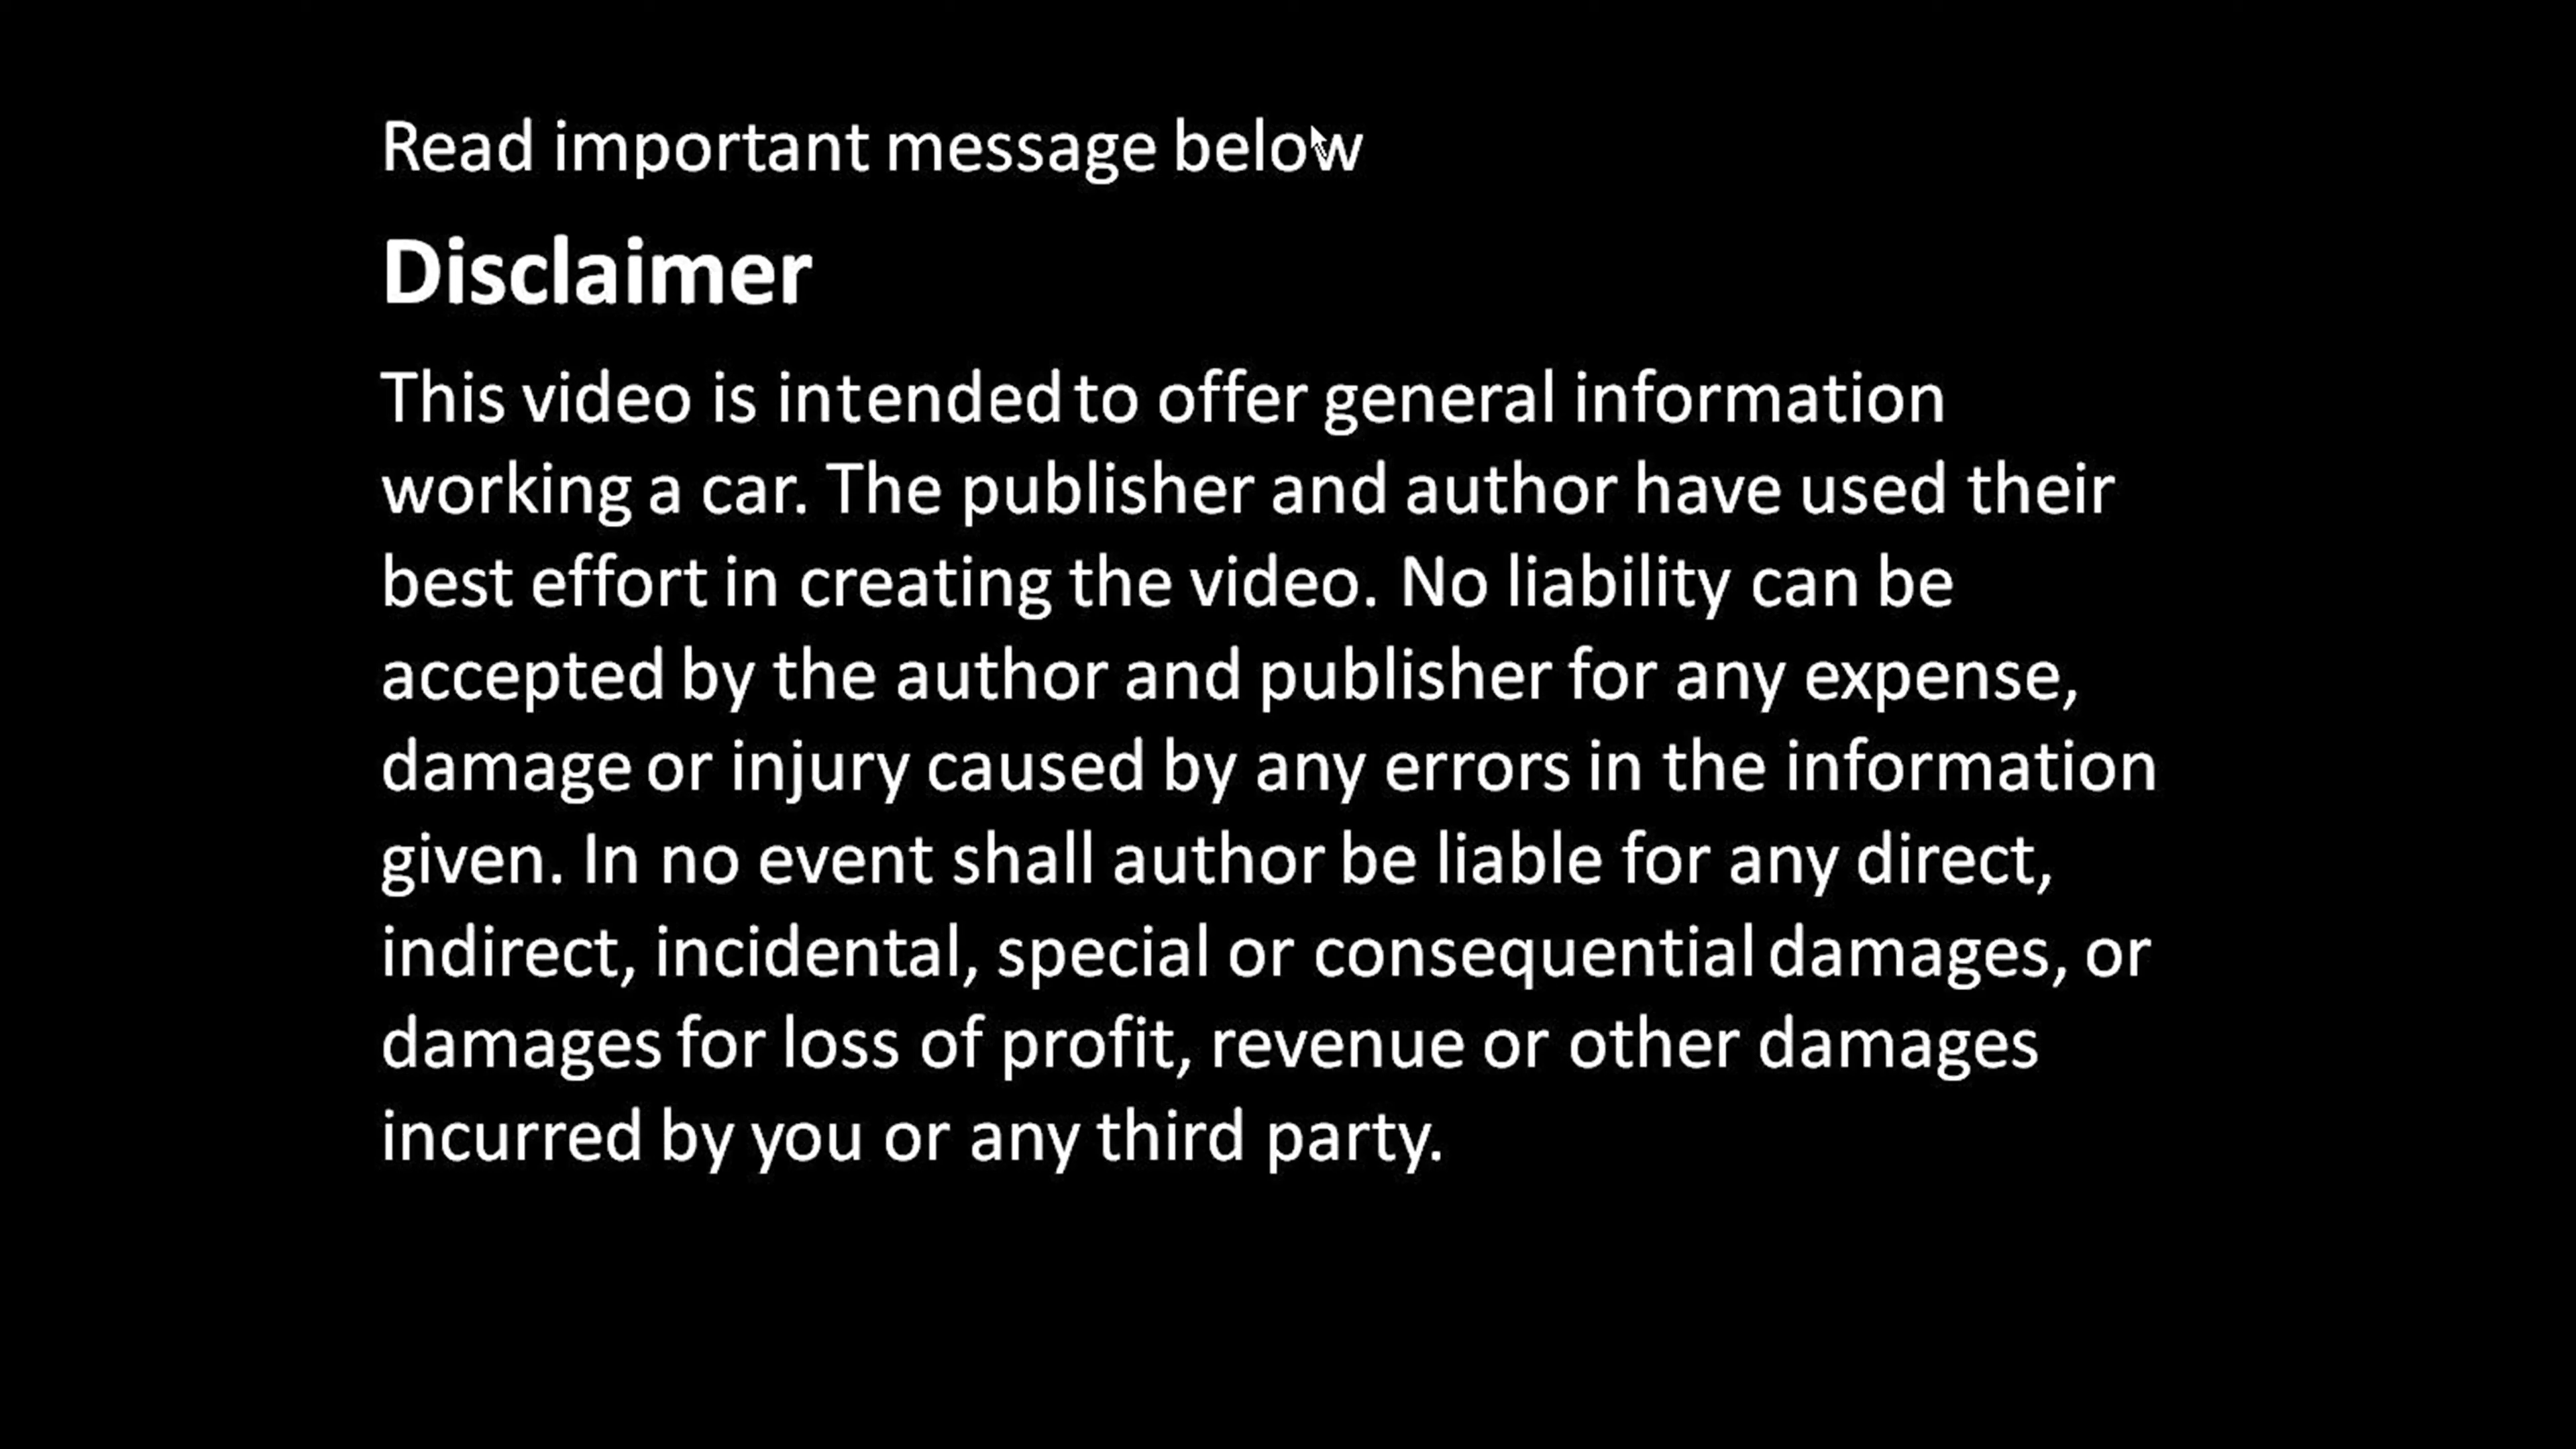 Read important message below
Disclaimer
This video is intended to offer general information
working a car. The publisher and author have used their
best effort in creating the video. No liability can be
accepted by the author and publisher for any expense,
damage or injury caused by any errors in the information
given. In no event shall author be liable for any direct,
indirect, incidental, special or consequential damages, or
damages for loss of profit, revenue or other damages
incurred by you or any third party.